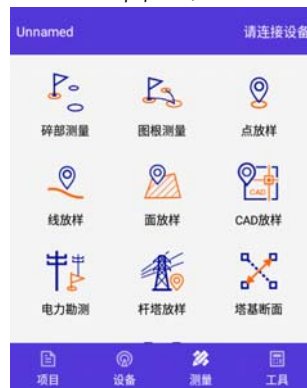 Unnamed 请连接设备
碎部测量 图根测量 点放样
CAD
线放样 面放样 CAD放样
电力勘测 杆塔放样 塔基断面
项目 设备 测量 工具